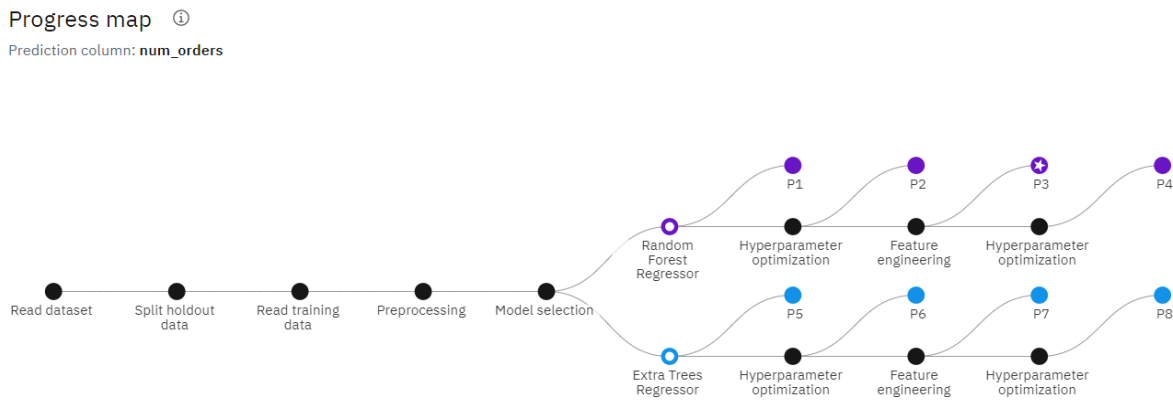 Progress map
Prediction column: num_orders
P1
P2
P3
P4
Random
Forest
Regressor
Hyperparameter
optimization
Feature
engineering
Hyperparameter
optimization
Read dataset
Split holdout
data
Read training
data
Preprocessing
Model selection
P5
P6
P7
P8
Extra Trees
Regressor
Hyperparameter
optimization
Feature
engineering
Hyperparameter
optimization